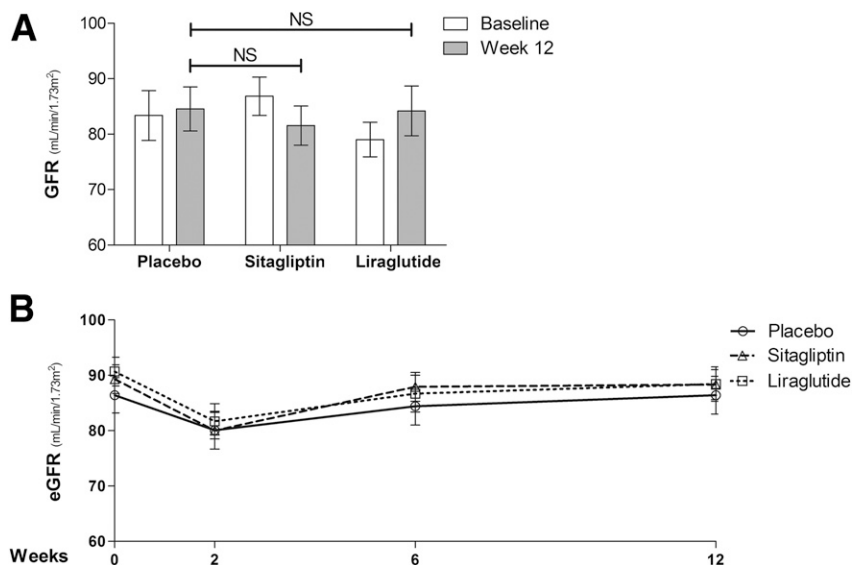 A
100
90
80
70
60
GFR (mL/min/1.73m²)
NS
NS
Baseline
Week 12
Placebo
Sitagliptin
Liraglutide
B
100
90
80
70
60
eGFR (mL/min/1.73m²)
Placebo
Sitagliptin
Liraglutide
Weeks
0
2
6
12